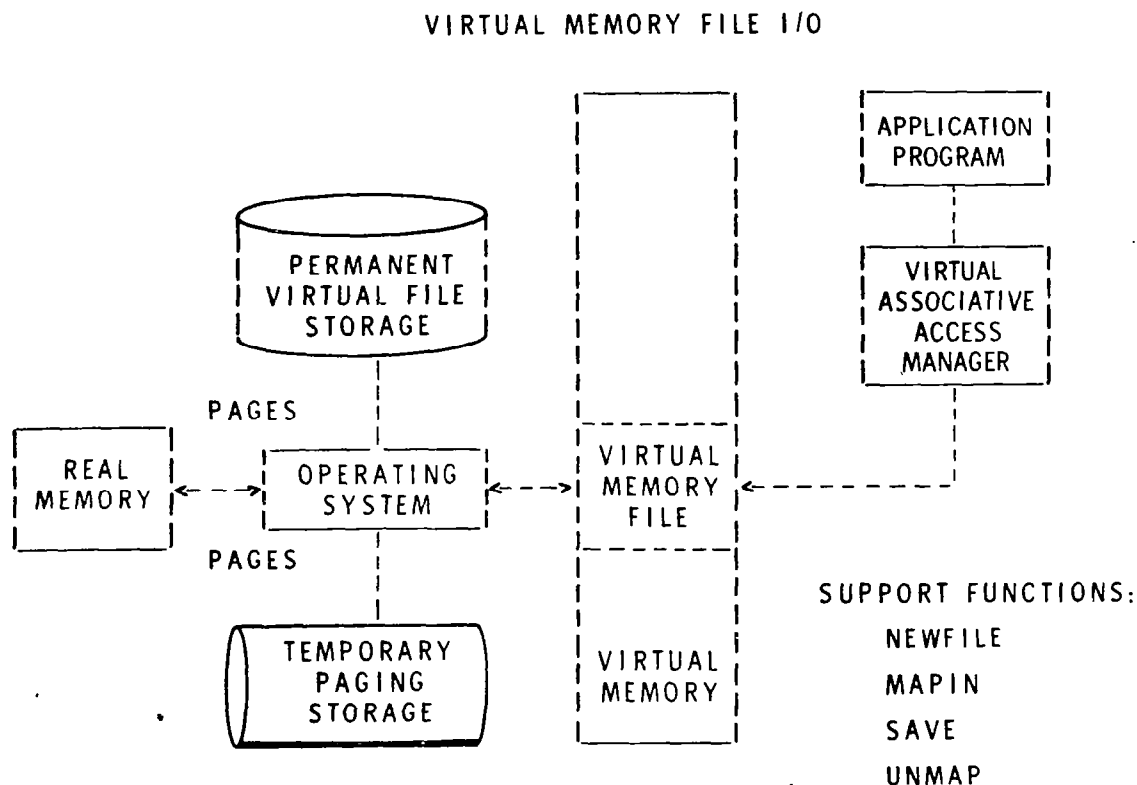 VIRTUAL MEMORY FILE I/O
APPLICATION
PROGRAM
PERMANENT
VIRTUAL FILE
STORAGE
VIRTUAL
ASSOCIATIVE
ACCESS
MANAGER
PAGES
REAL
MEMORY
OPERATING
SYSTEM
VIRTUAL
MEMORY
FILE
PAGES
TEMPORARY
PAGING
STORAGE
VIRTUAL
MEMORY
SUPPORT FUNCTIONS:
NEWFILE
MAPIN
SAVE
UNMAP